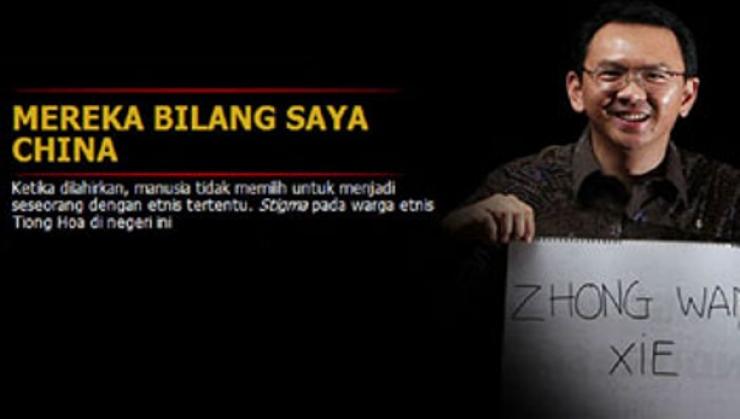 MEREKA BILANG SAYA
CHINA
Ketika dilahirkan, manusia tidak memilih untuk menjadi
seseorang dengan etnis tertentu. Stigma pada warga etnis
Tiong Hoa di negeri ini
ZHONG WAN
XIE